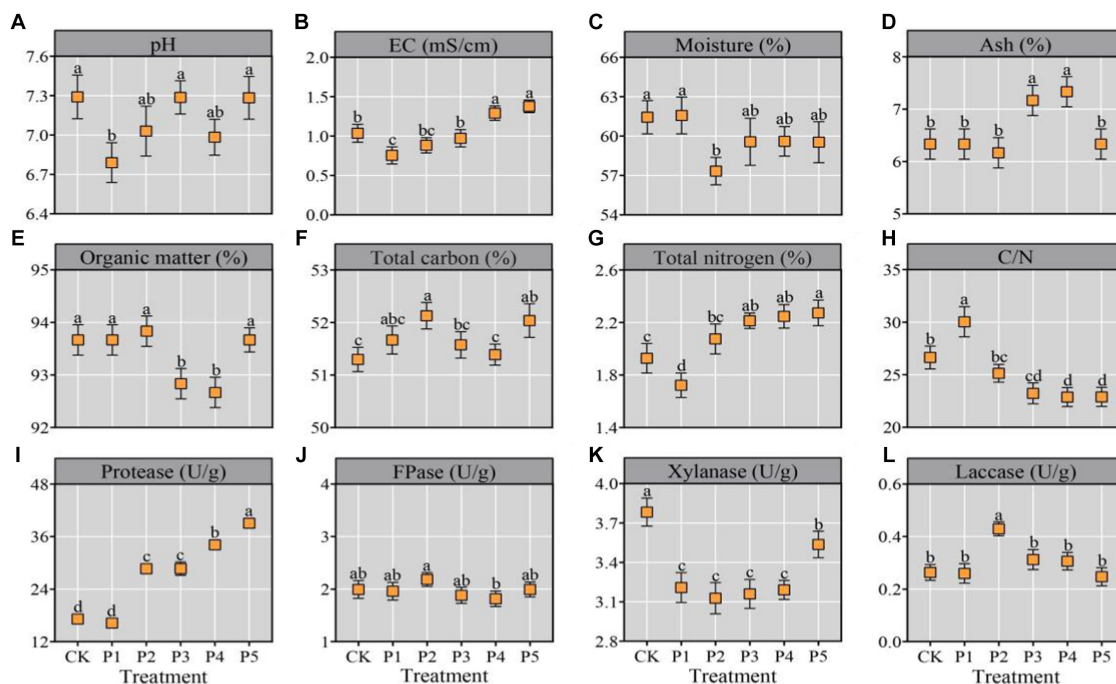 A B C D
pH EC (mS/cm) Moisture (%) Ash (%)
7.6 2.0 66 8
a a a a a
a a a a
a ab a ab ab ab
7.3 1.5 63 7
ab ab b bc b b a a b a
7.0 1.0 60
b c b 6
6.7 0.5 57
6.4 0.0 54 5
E F G H
Organic matter (%) Total carbon (%) Total nitrogen (%) C/N
95 53 2.6 35
a a a a a ab ab ab a a
94 52 2.2 30
abc bc c bc b
b b c c bc
93 51 1.8 25
d cd d d
92 50 1.4 20
I J K L
Protease (U/g) FPase (U/g) Xylanase (U/g) Laccase (U/g)
48 4 4.0 0.6
a a a
36 3 3.7 a 0.4
b b
c c ab ab a ab b ab b b b b b
24 2 3.4 0.2
d d c c c c
12 1 3.1 0.0
2.8
CK P1 P2 P3 P4 P5 CK P1 P2 P3 P4 P5 CK P1 P2 P3 P4 P5 CK P1 P2 P3 P4 P5
Treatment Treatment Treatment Treatment